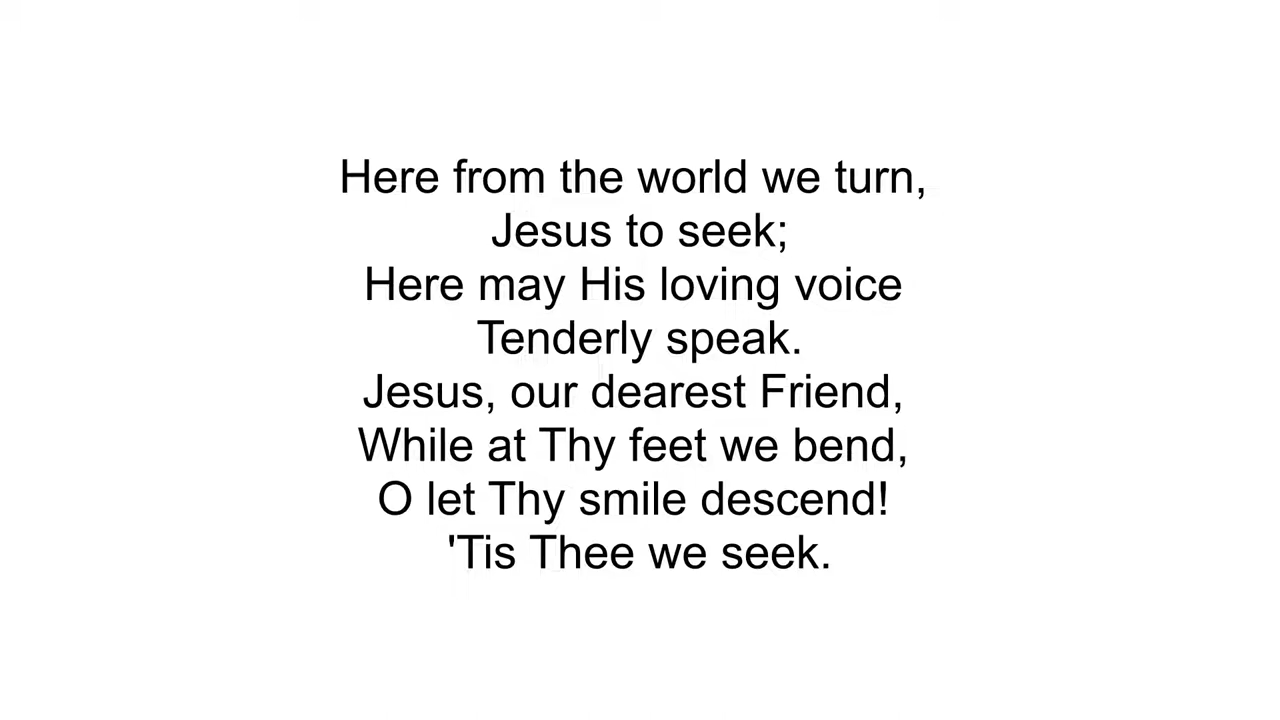 Here from the world we turn,
Jesus to seek;
Here may His loving voice
Tenderly speak.
Jesus, our dearest Friend,
While at Thy feet we bend,
O let Thy smile descend!
'Tis Thee we seek.